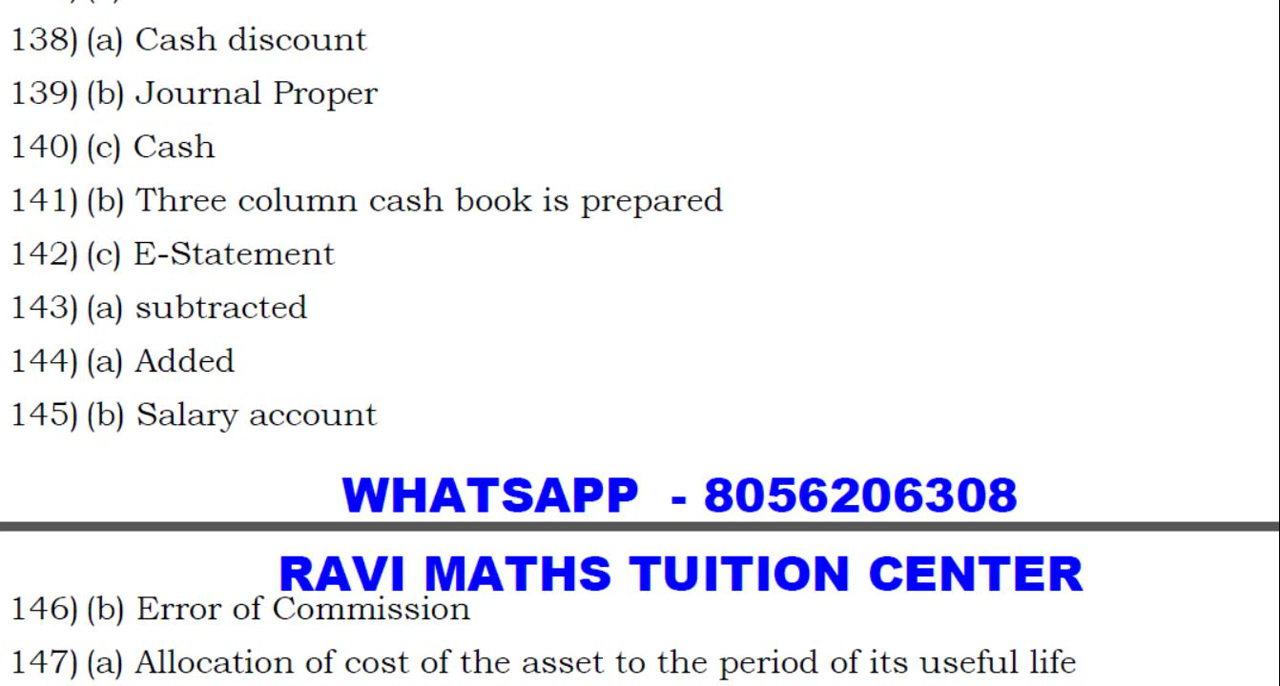 138) (a) Cash discount
139) (b) Journal Proper
140) (c) Cash
141) (b) Three column cash book is prepared
142) (c) E-Statement
143) (a) subtracted
144) (a) Added
145) (b) Salary account
WHATSAPP - 8056206308
RAVI MATHS TUITION CENTER
146) (b) Error of Commission
147) (a) Allocation of cost of the asset to the period of its useful life